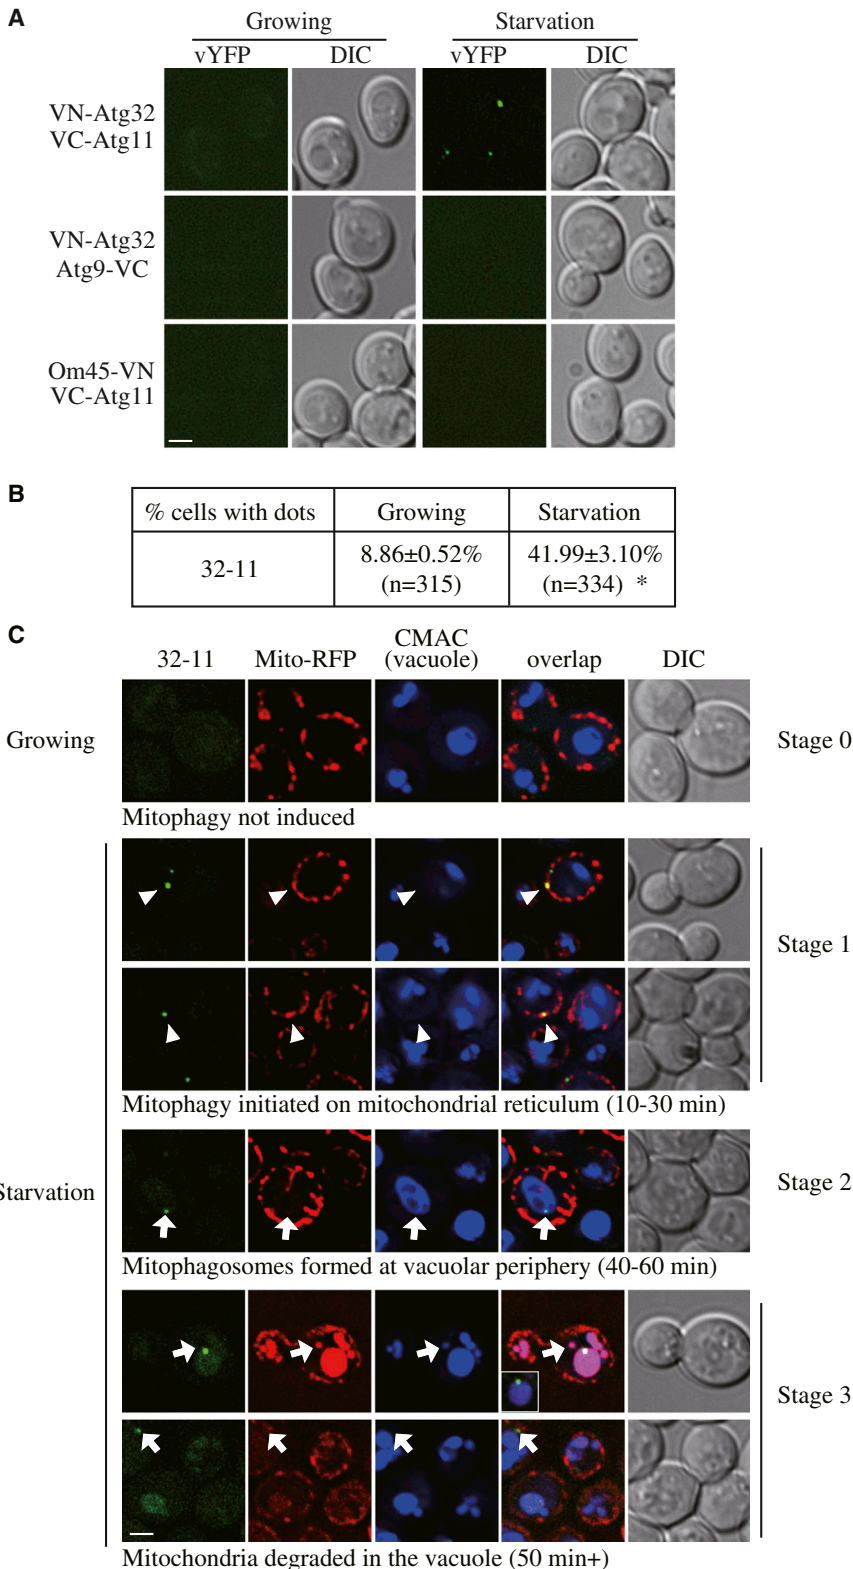 A
Growing Starvation
vYFP DIC vYFP DIC
VN-Atg32
VC-Atg11
VN-Atg32
Atg9-VC
Om45-VN
VC-Atg11
B
% cells with dots Growing Starvation
32-11 8.86±0.52% (n=315) 41.99±3.10% (n=334) *
C
32-11 Mito-RFP CMAC (vacuole) overlap DIC
Growing Stage 0
Mitophagy not induced
Stage 1
Mitophagy initiated on mitochondrial reticulum (10-30 min)
Starvation Stage 2
Mitophagosomes formed at vacuolar periphery (40-60 min)
Stage 3
Mitochondria degraded in the vacuole (50 min+)